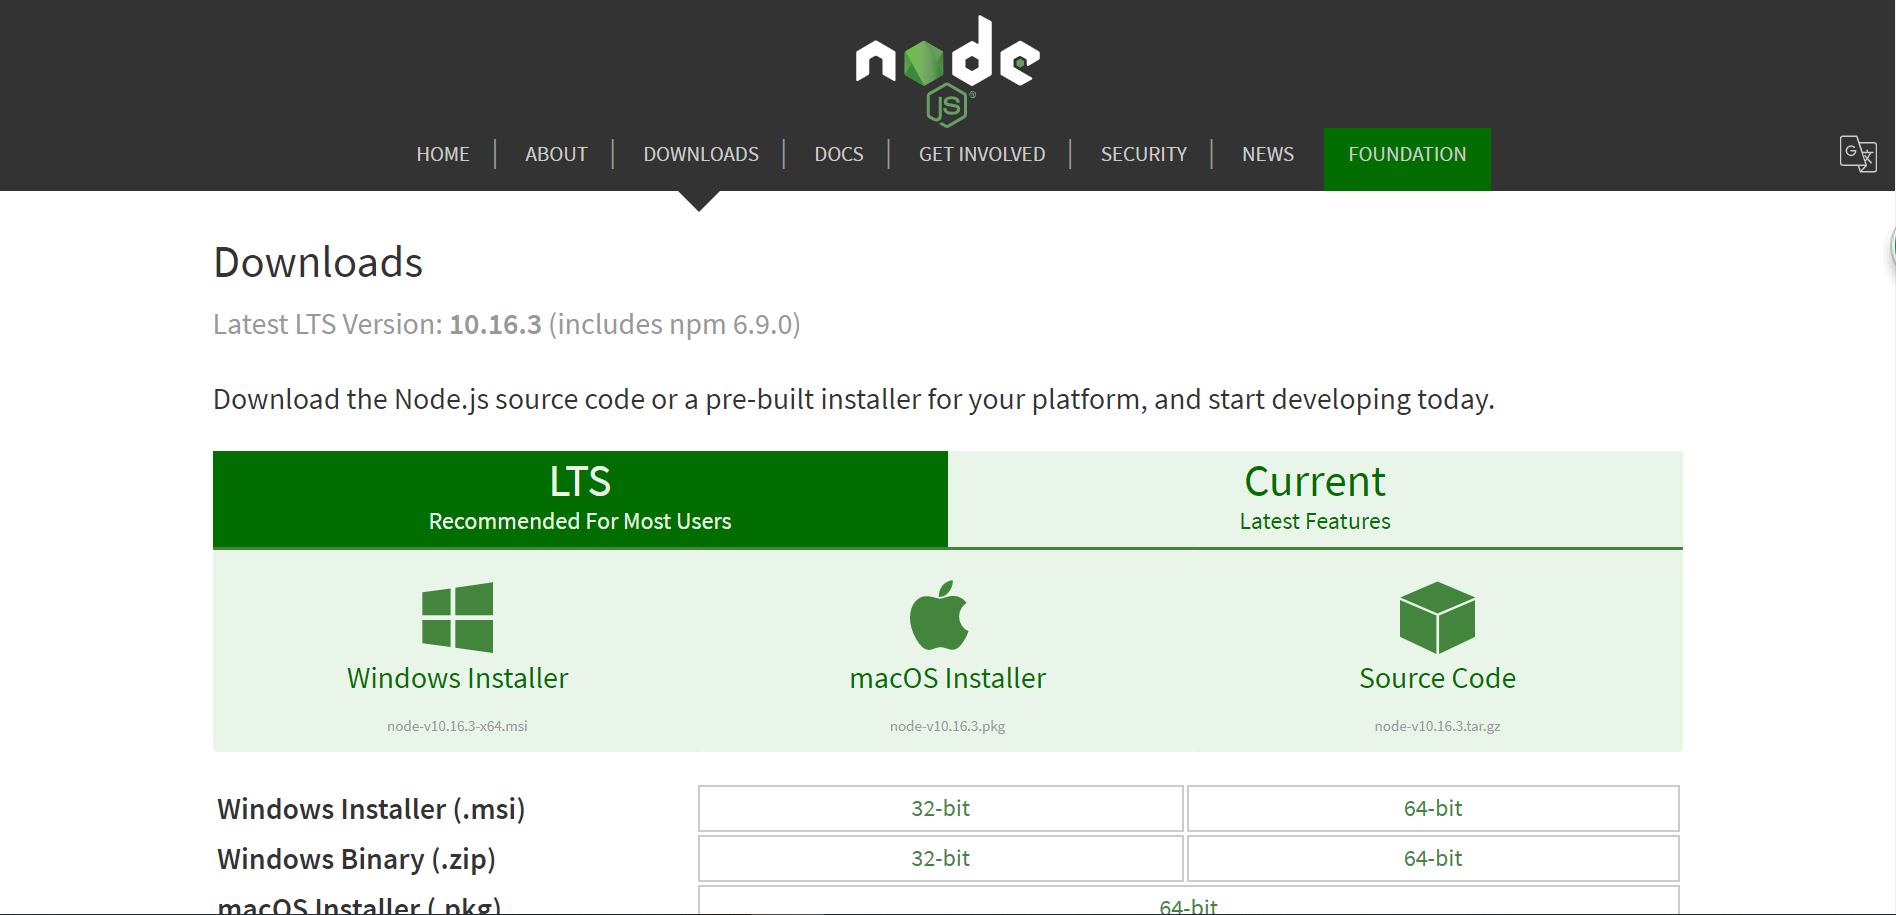 node
JS
HOME
ABOUT
DOWNLOADS
DOCS
GET INVOLVED
SECURITY
NEWS
FOUNDATION
Downloads
Latest LTS Version: 10.16.3 (includes npm 6.9.0)
Download the Node.js source code or a pre-built installer for your platform, and start developing today.
LTS
Recommended For Most Users
Current
Latest Features
Windows Installer
node-v10.16.3-x64.msi
macOS Installer
node-v10.16.3.pkg
Source Code
node-v10.16.3.tar.gz
Windows Installer (.msi)
32-bit
64-bit
Windows Binary (.zip)
32-bit
64-bit
macOS Installer (.pkg)
64-bit